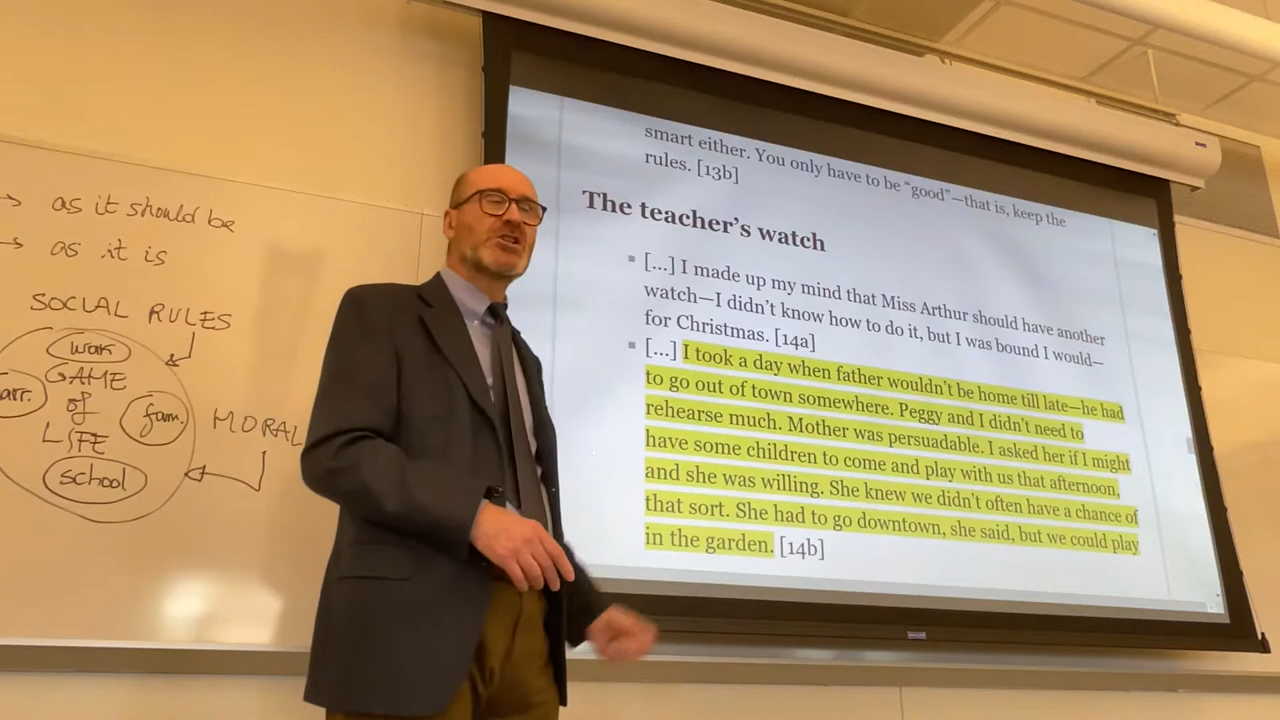 → as it should be
→ as it is
SOCIAL RULES
work
GAME
of
LIFE
fam.
school
MORAL
smart either. You only have to be “good”—that is, keep the
rules. [13b]
The teacher’s watch
▪ [...] I made up my mind that Miss Arthur should have another
watch—I didn’t know how to do it, but I was bound I would—
for Christmas. [14a]
▪ [...] I took a day when father wouldn’t be home till late—he had
to go out of town somewhere. Peggy and I didn’t need to
rehearse much. Mother was persuadable. I asked her if I might
have some children to come and play with us that afternoon,
and she was willing. She knew we didn’t often have a chance of
that sort. She had to go downtown, she said, but we could play
in the garden. [14b]